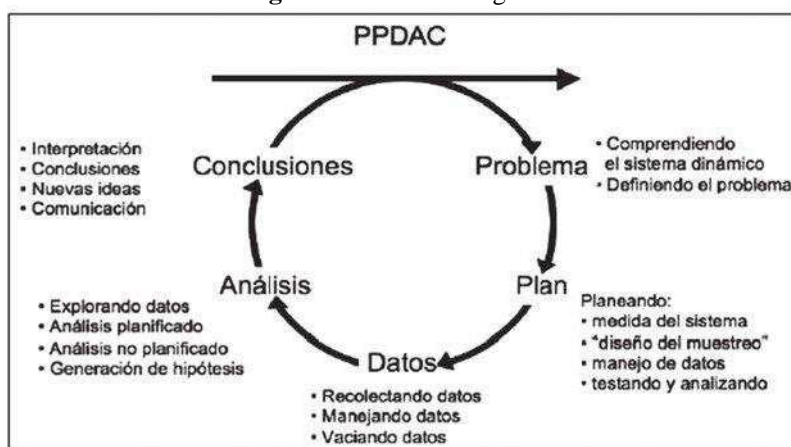 PPDAC
Conclusiones
• Interpretación
• Conclusiones
• Nuevas ideas
• Comunicación
Problema
• Comprendiendo
el sistema dinámico
• Definiendo el problema
Plan
Planeando:
• medida del sistema
• "diseño del muestreo"
• manejo de datos
• testando y analizando
Datos
• Recolectando datos
• Manejando datos
• Vaciando datos
Análisis
• Explorando datos
• Análisis planificado
• Análisis no planificado
• Generación de hipótesis